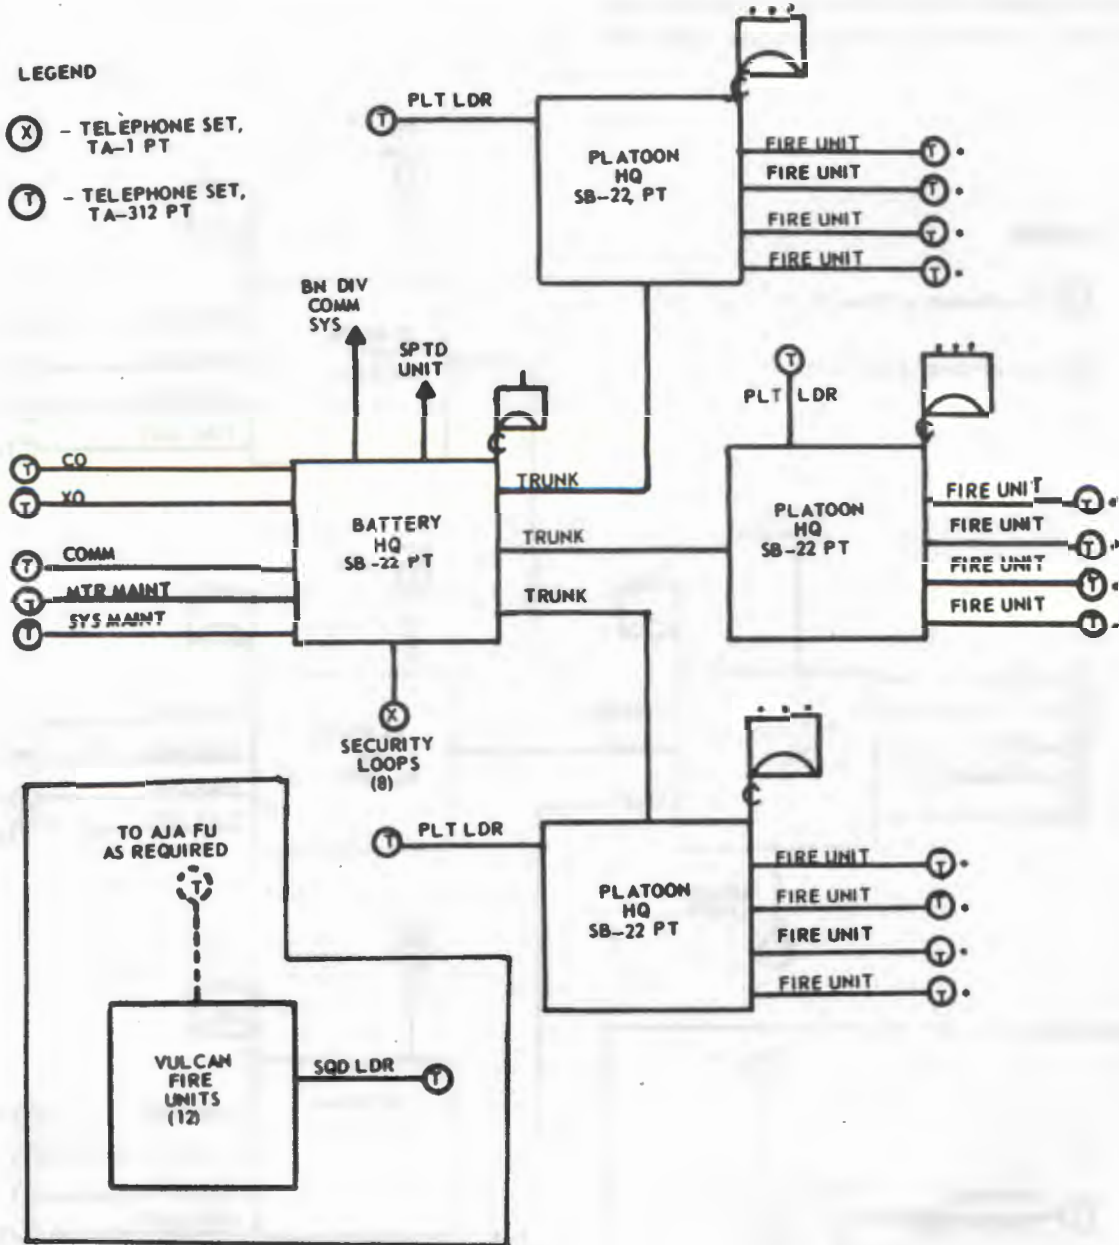 LEGEND
X – TELEPHONE SET,
TA–1 PT
T – TELEPHONE SET,
TA–312 PT
PLT LDR
T
PLATOON
HQ
SB–22, PT
FIRE UNIT
T
FIRE UNIT
T
FIRE UNIT
T
FIRE UNIT
T
BN DIV
COMM
SYS
SPTD
UNIT
T
PLT LDR
T CO
T XO
T COMM
T MTR MAINT
T SYS MAINT
BATTERY
HQ
SB–22 PT
TRUNK
TRUNK
TRUNK
PLATOON
HQ
SB–22 PT
FIRE UNIT
T
FIRE UNIT
T
FIRE UNIT
T
FIRE UNIT
T
X
SECURITY
LOOPS
(8)
T
PLT LDR
PLATOON
HQ
SB–22 PT
FIRE UNIT
T
FIRE UNIT
T
FIRE UNIT
T
FIRE UNIT
T
TO AJA FU
AS REQUIRED
T
VULCAN
FIRE
UNITS
(12)
SQD LDR
T